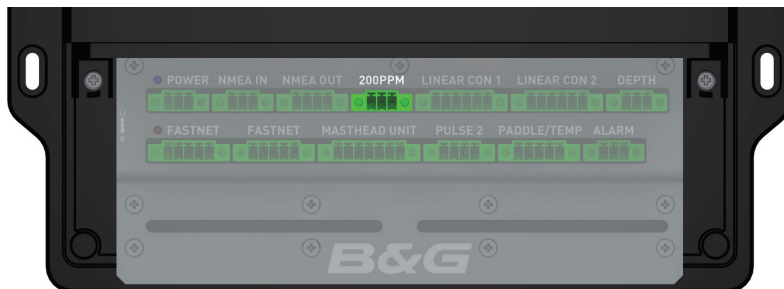 POWER NMEA IN NMEA OUT 200PPM LINEAR CON 1 LINEAR CON 2 DEPTH
FASTNET FASTNET MASTHEAD UNIT PULSE 2 PADDLE/TEMP ALARM
B&G